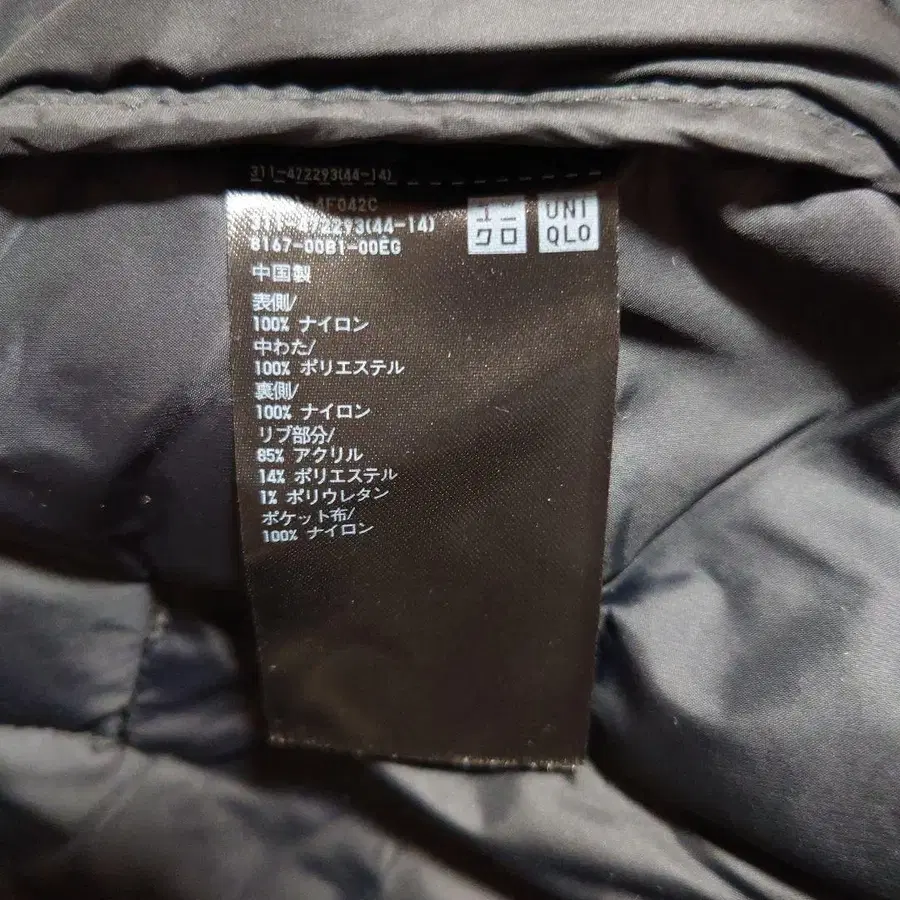 311-472293(44-14)
4F042C
311-472293(44-14)
8167-00B1-00EG
ユニ
クロ
UNI
QLO
中国製
表側/
100% ナイロン
中わた/
100% ポリエステル
裏側/
100% ナイロン
リブ部分/
85% アクリル
14% ポリエステル
1% ポリウレタン
ポケット布/
100% ナイロン